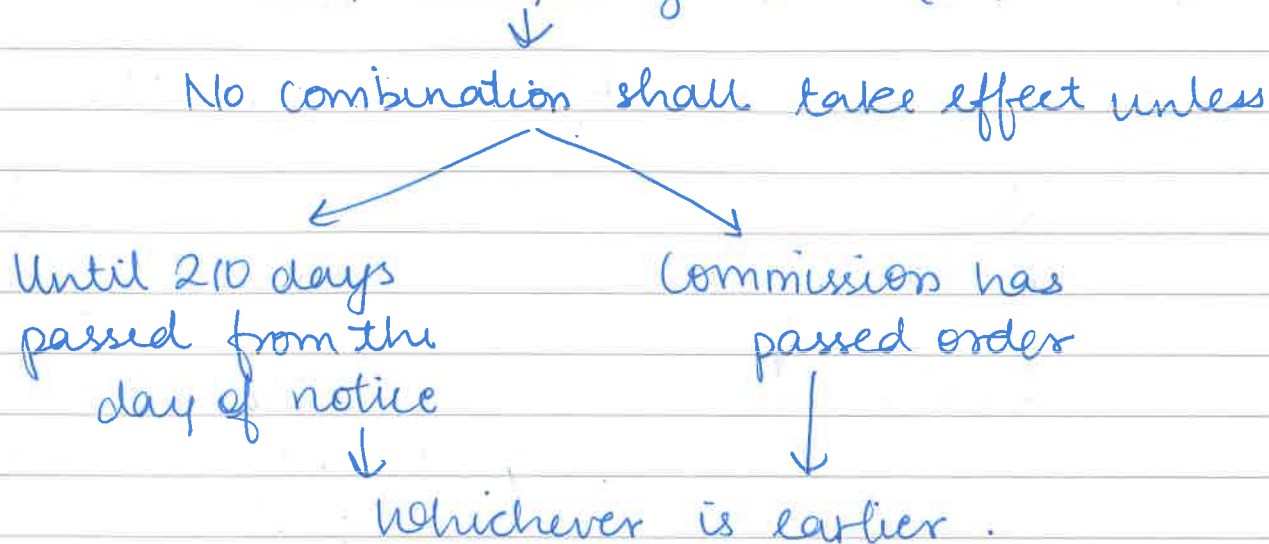 No combination shall take effect unless
Until 210 days
passed from the
day of notice
Commission has
passed order
Whichever is earlier.